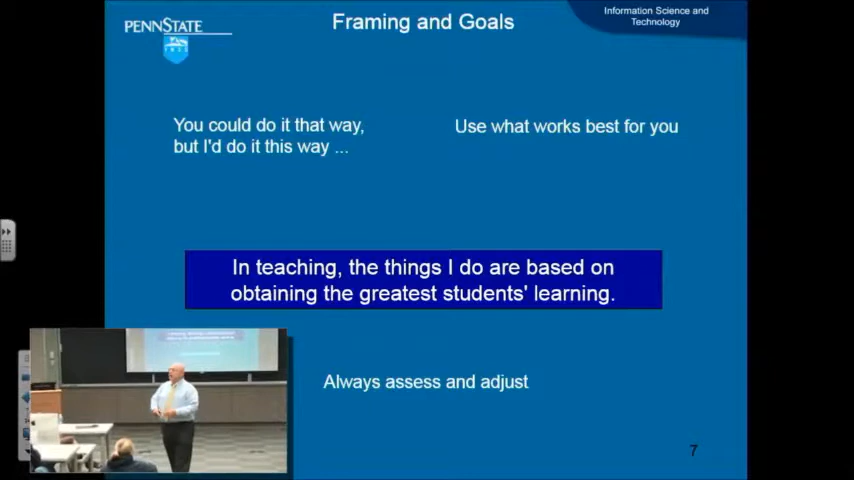 PENNSTATE
Framing and Goals
Information Science and
Technology
You could do it that way,
but I'd do it this way ...
Use what works best for you
In teaching, the things I do are based on
obtaining the greatest students' learning.
Always assess and adjust
7